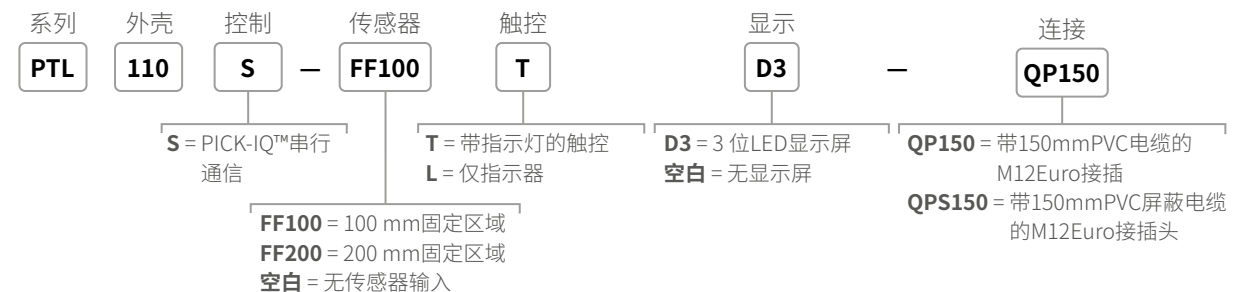 系列 外壳 控制 传感器 触控 显示 连接
PTL 110 S — FF100 T D3 — QP150
S = PICK-IQ™串行
通信
T = 带指示灯的触控
L = 仅指示器
D3 = 3 位LED显示屏
空白 = 无显示屏
QP150 = 带150mmPVC电缆的
M12Euro接插
QPS150 = 带150mmPVC屏蔽电缆
的M12Euro接插头
FF100 = 100 mm固定区域
FF200 = 200 mm固定区域
空白 = 无传感器输入